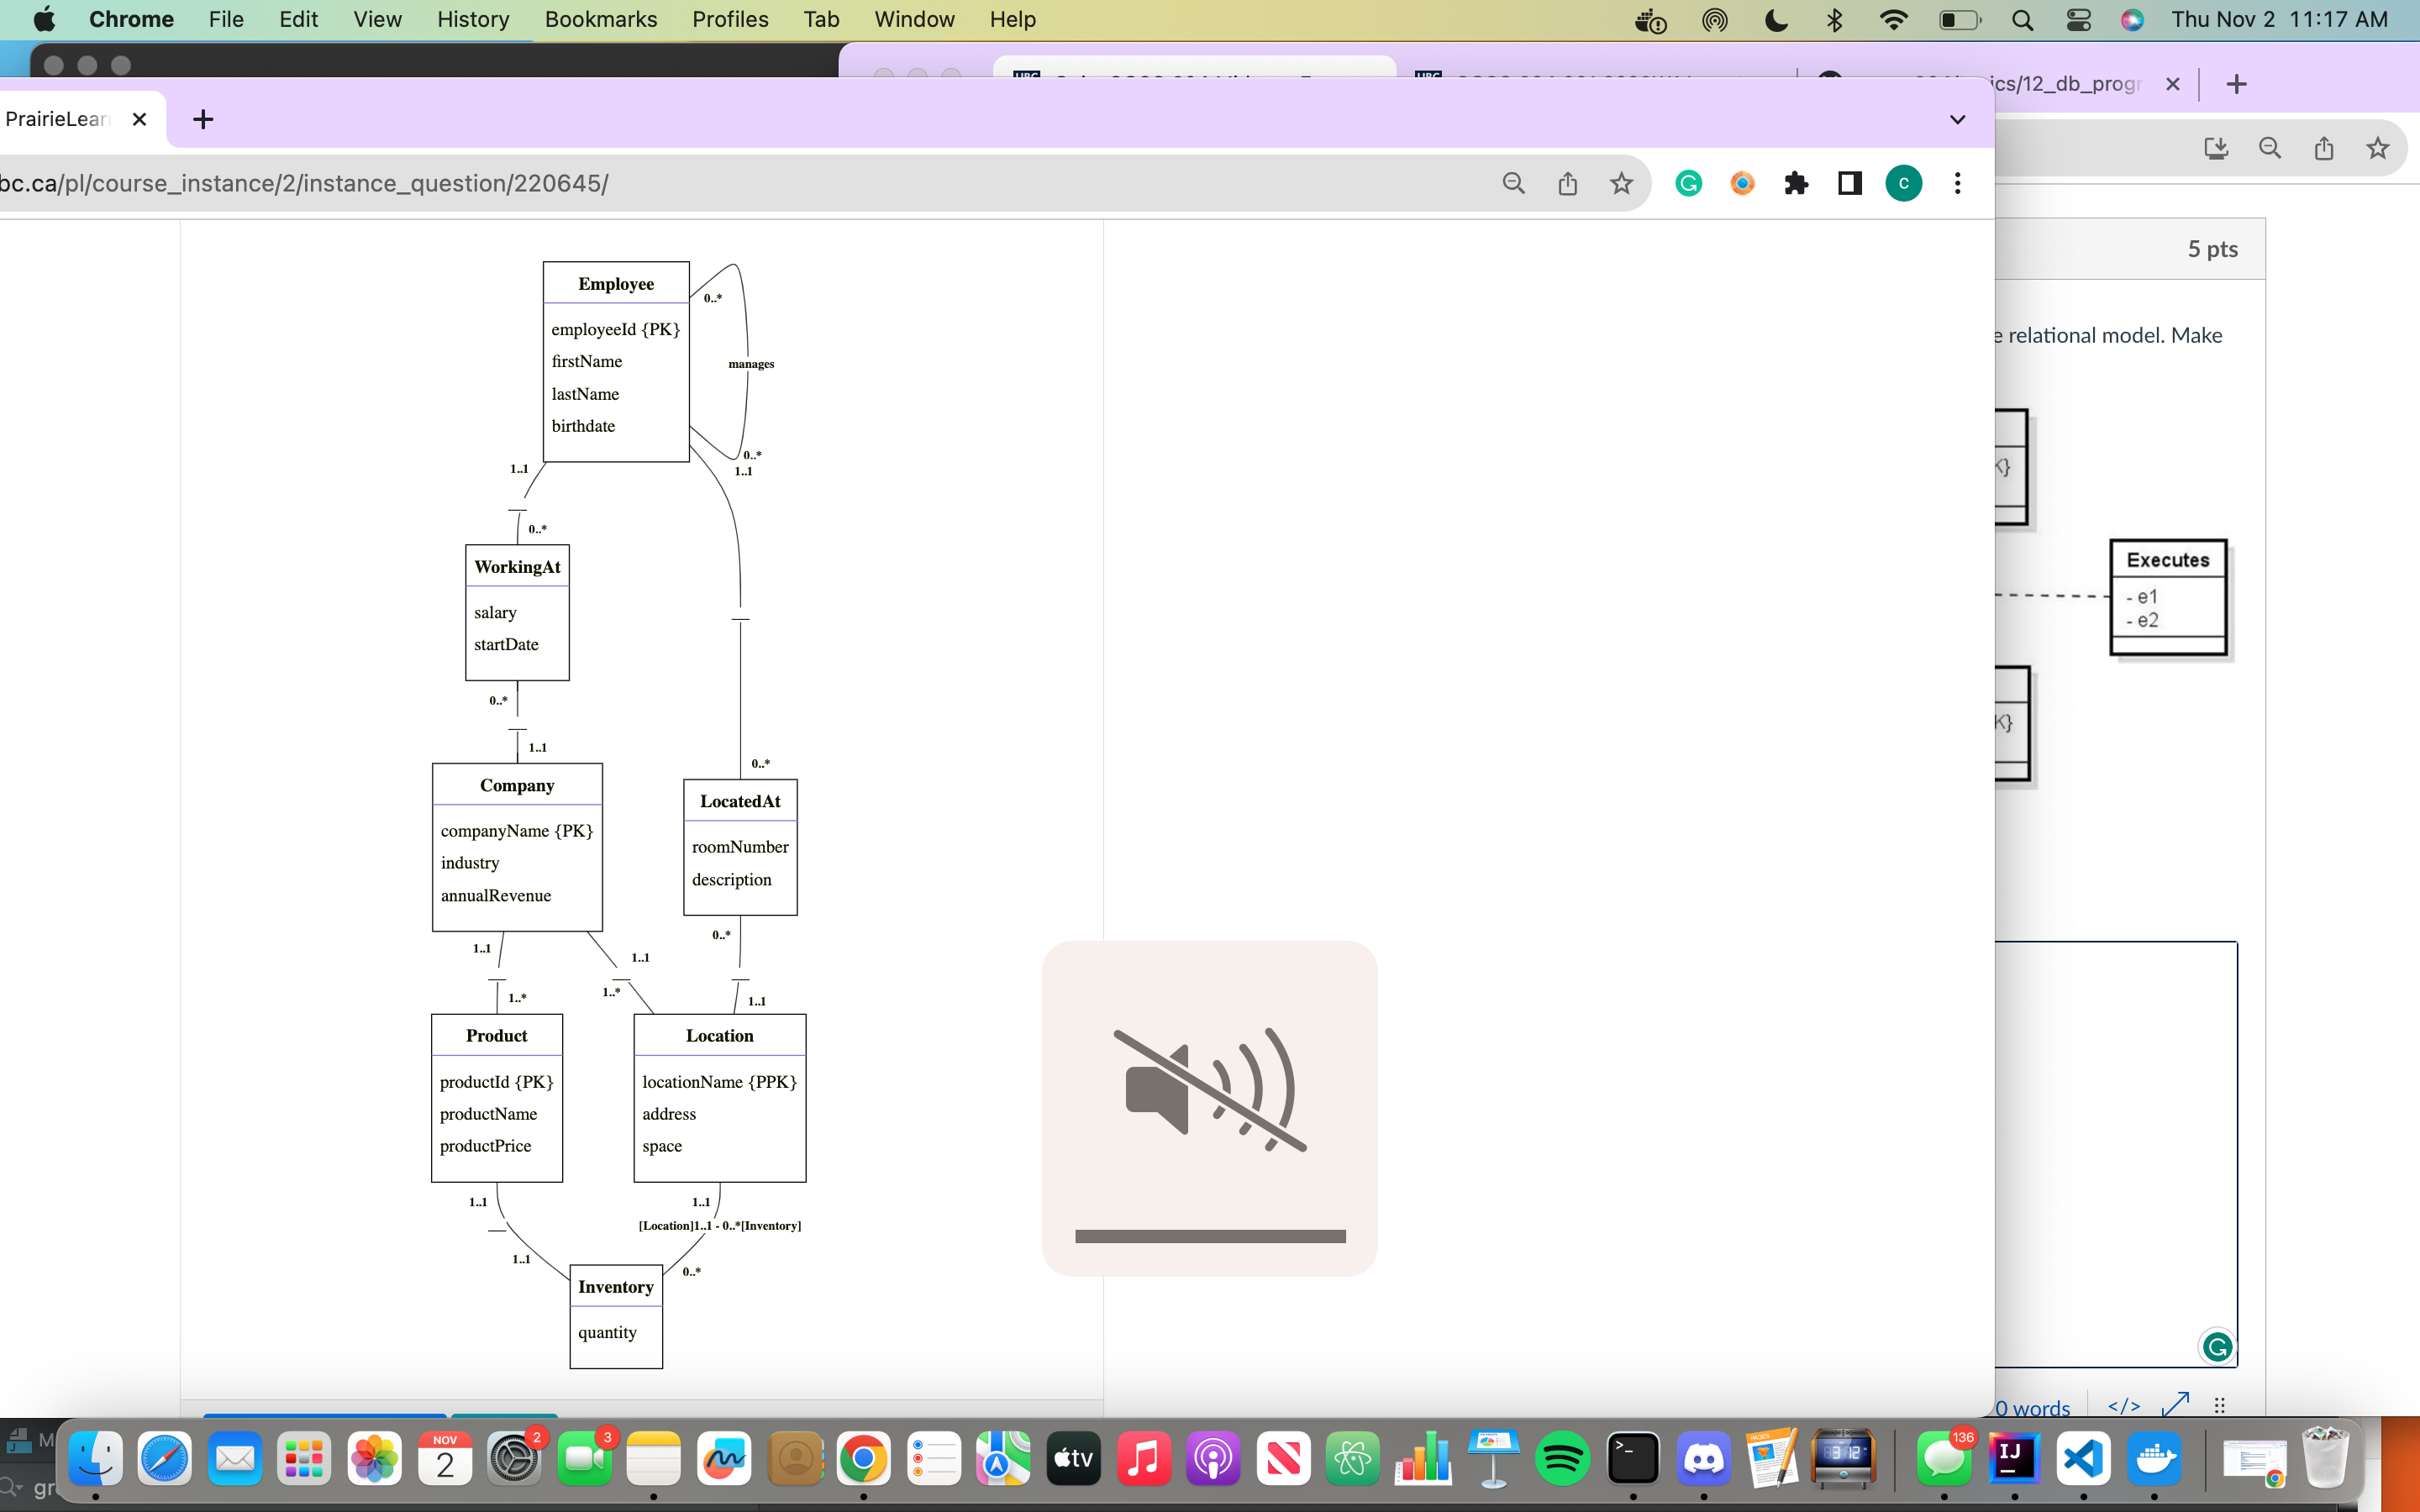 Chrome File Edit View History Bookmarks Profiles Tab Window Help Thu Nov 2 11:17 AM
ics/12_db_progr
PrairieLear
bc.ca/pl/course_instance/2/instance_question/220645/
C
5 pts
e relational model. Make
Employee
employeeId {PK}
firstName
lastName
birthdate
0..*
manages
0..*
1..1
1..1
0..*
WorkingAt
salary
startDate
0..*
1..1
Company
companyName {PK}
industry
annualRevenue
0..*
LocatedAt
roomNumber
description
0..*
1..1
1..1
1..*
1..1
1..*
1..1
Product
productId {PK}
productName
productPrice
Location
locationName {PPK}
address
space
1..1
1..1
[Location]1..1 - 0..*[Inventory]
1..1
0..*
Inventory
quantity
K}
Executes
- e1
- e2
K}
0 words </>
M
gr
NOV
2
2
3
tv
136
IJ